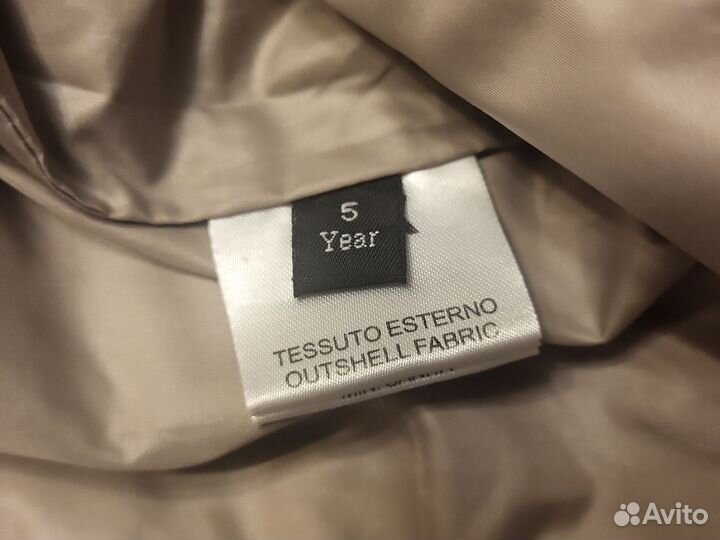 5
Year
TESSUTO ESTERNO
OUTSHELL FABRIC
Avito